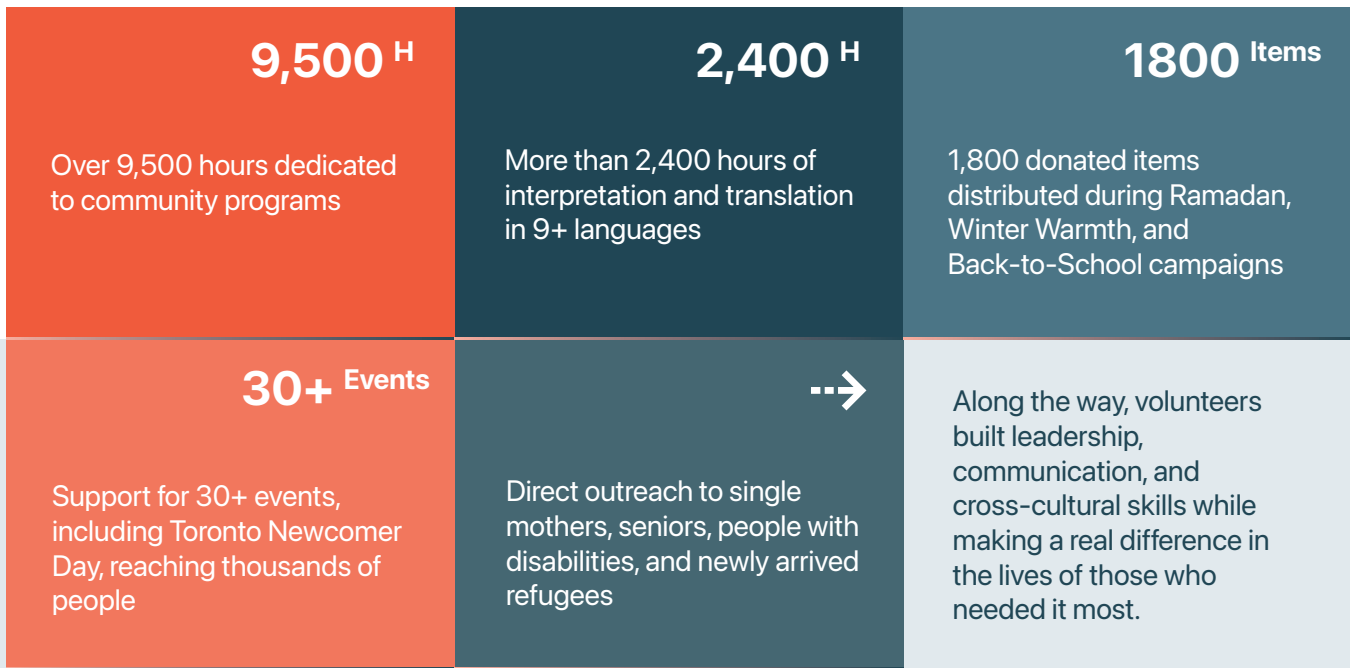 9,500 H
Over 9,500 hours dedicated
to community programs
2,400 H
More than 2,400 hours of
interpretation and translation
in 9+ languages
1800 Items
1,800 donated items
distributed during Ramadan,
Winter Warmth, and
Back-to-School campaigns
30+ Events
Support for 30+ events,
including Toronto Newcomer
Day, reaching thousands of
people
Direct outreach to single
mothers, seniors, people with
disabilities, and newly arrived
refugees
Along the way, volunteers
built leadership,
communication, and
cross-cultural skills while
making a real difference in
the lives of those who
needed it most.